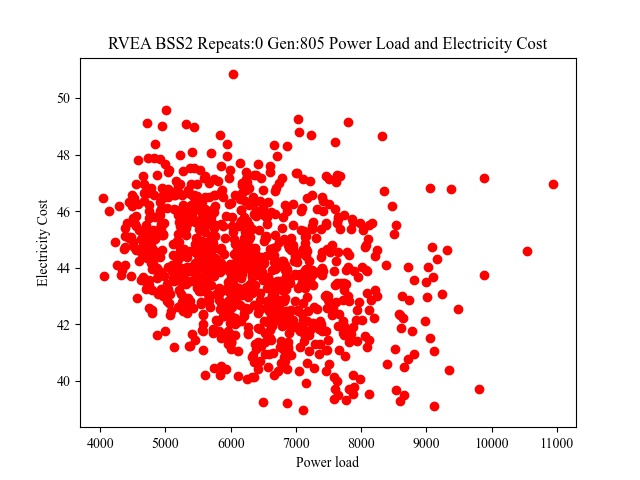 RVEA BSS2 Repeats:0 Gen:805 Power Load and Electricity Cost
Electricity Cost
50
48
46
44
42
40
4000 5000 6000 7000 8000 9000 10000 11000
Power load